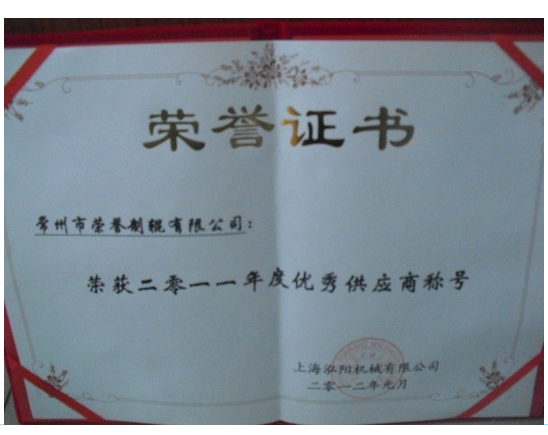 荣誉证书
常州市荣誉制辊有限公司:
荣获二零一一年度优秀供应商称号
上海泓阳机械有限公司
二零一二年元月